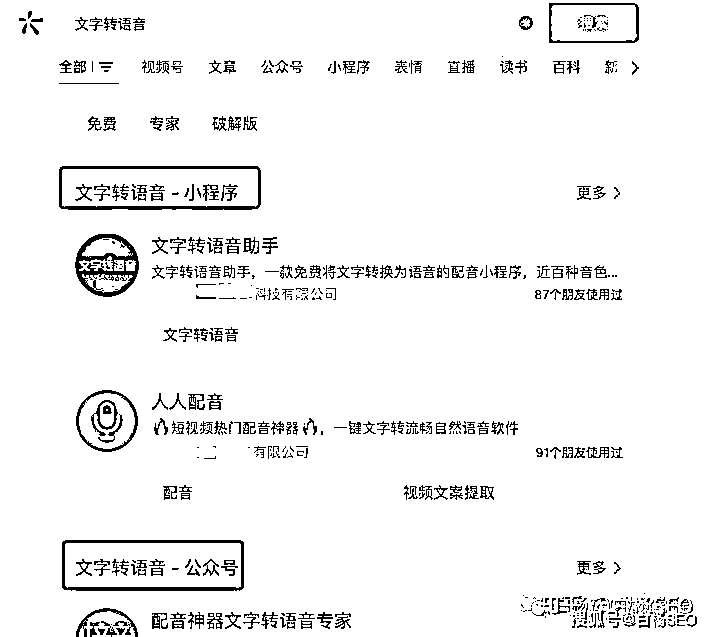 文字转语音 搜索
全部 视频号 文章 公众号 小程序 表情 直播 读书 百科 新
免费 专家 破解版
文字转语音 - 小程序 更多
文字转语音助手
文字转语音助手，一款免费将文字转换为语音的配音小程序，近百种音色...
科技有限公司 87个朋友使用过
文字转语音
人人配音
短视频热门配音神器，一键文字转流畅自然语音软件
有限公司 91个朋友使用过
配音 视频文案提取
文字转语音 - 公众号 更多
配音神器文字转语音专家
搜狐号@白杨SEO